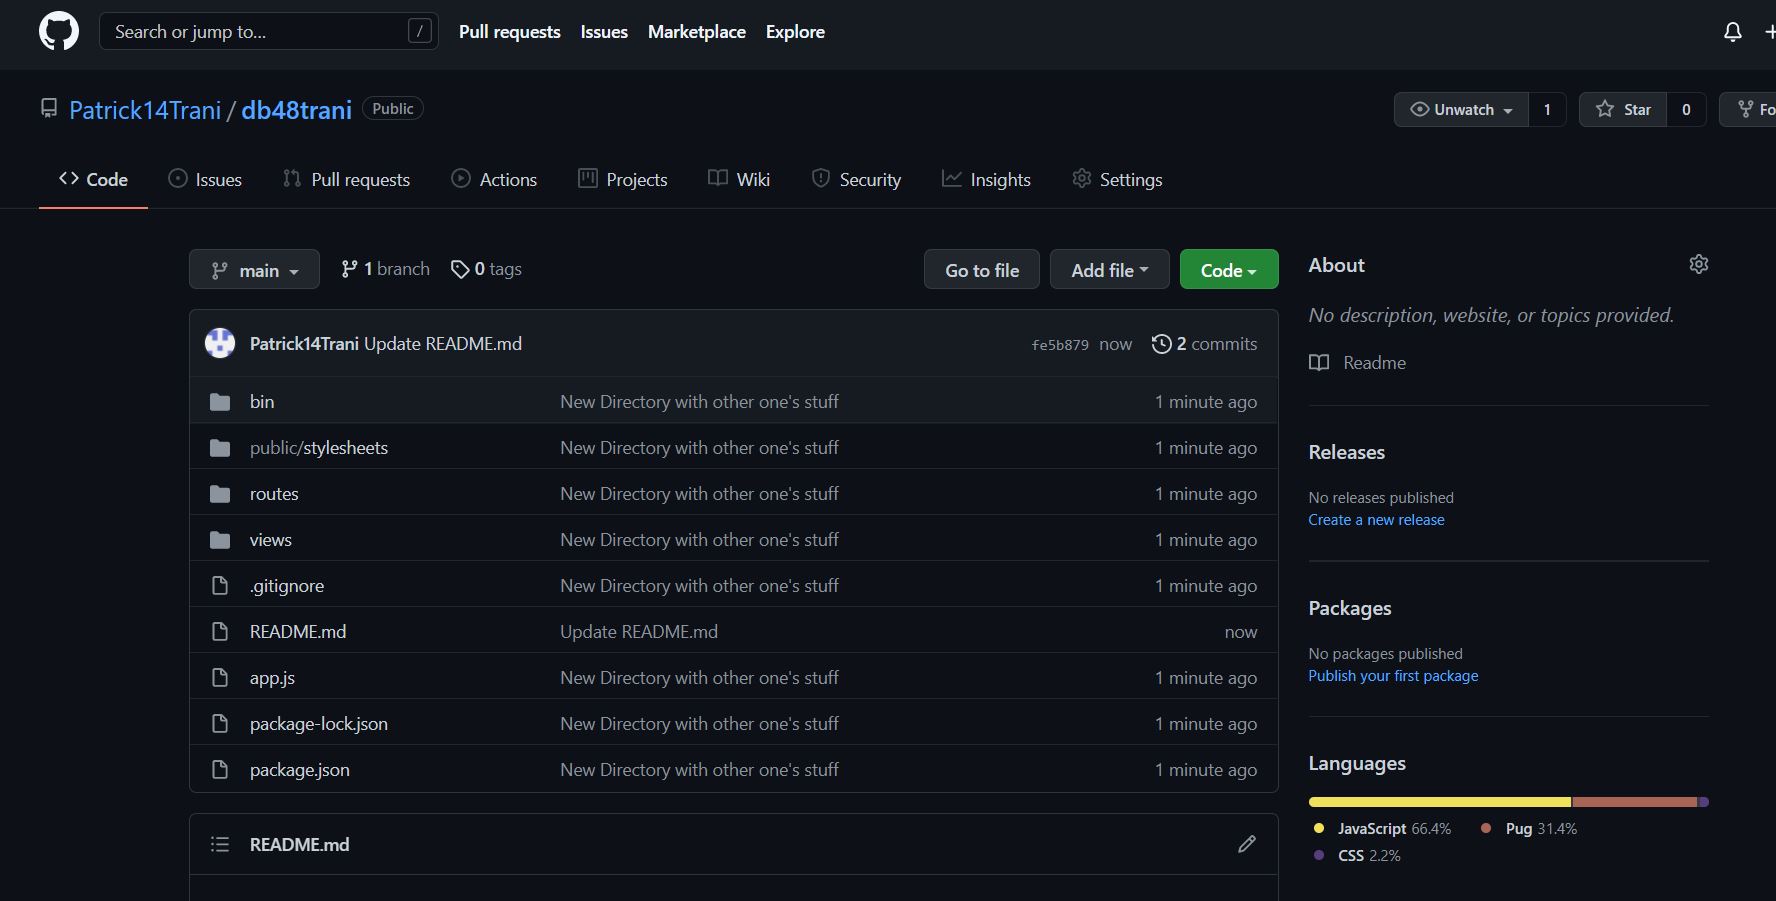 Search or jump to... / Pull requests Issues Marketplace Explore
Patrick14Trani / db48trani Public Unwatch 1 Star 0 Fo
Code Issues Pull requests Actions Projects Wiki Security Insights Settings
main 1 branch 0 tags Go to file Add file Code
Patrick14Trani Update README.md fe5b879 now 2 commits
bin New Directory with other one's stuff 1 minute ago
public/stylesheets New Directory with other one's stuff 1 minute ago
routes New Directory with other one's stuff 1 minute ago
views New Directory with other one's stuff 1 minute ago
.gitignore New Directory with other one's stuff 1 minute ago
README.md Update README.md now
app.js New Directory with other one's stuff 1 minute ago
package-lock.json New Directory with other one's stuff 1 minute ago
package.json New Directory with other one's stuff 1 minute ago
README.md
About
No description, website, or topics provided.
Readme
Releases
No releases published
Create a new release
Packages
No packages published
Publish your first package
Languages
JavaScript 66.4% Pug 31.4%
CSS 2.2%